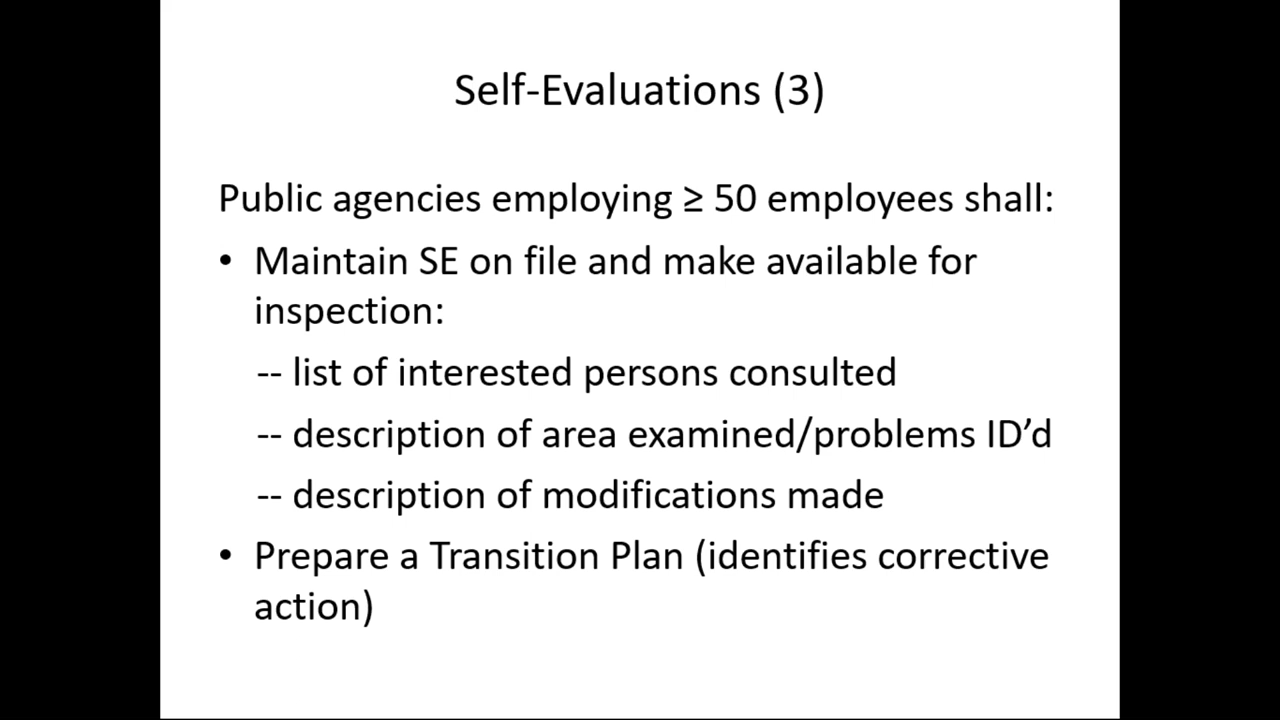 Self-Evaluations (3)
Public agencies employing ≥ 50 employees shall:
• Maintain SE on file and make available for
inspection:
-- list of interested persons consulted
-- description of area examined/problems ID’d
-- description of modifications made
• Prepare a Transition Plan (identifies corrective
action)